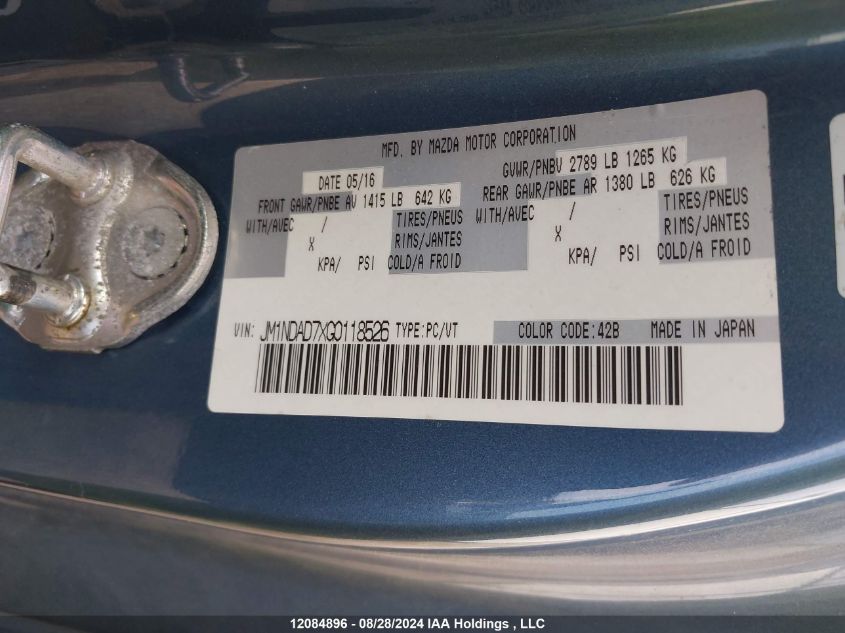 MFD. BY MAZDA MOTOR CORPORATION
DATE 05/16 GVWR/PNBV 2789 LB 1265 KG
FRONT GAWR/PNBE AV 1415 LB 642 KG REAR GAWR/PNBE AR 1380 LB 626 KG
WITH/AVEC / TIRES/PNEUS WITH/AVEC / TIRES/PNEUS
X RIMS/JANTES X RIMS/JANTES
KPA/ PSI COLD/A FROID KPA/ PSI COLD/A FROID
VIN: JM1NDAD7XG0118526 TYPE:PC/VT COLOR CODE:42B MADE IN JAPAN
12084896 - 08/28/2024 IAA Holdings , LLC